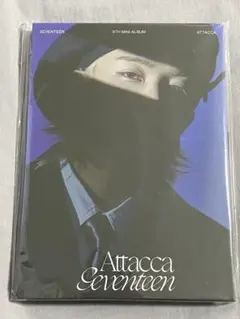 SEVENTEEN 9TH MINI ALBUM ATTACCA
Attacca
Seventeen